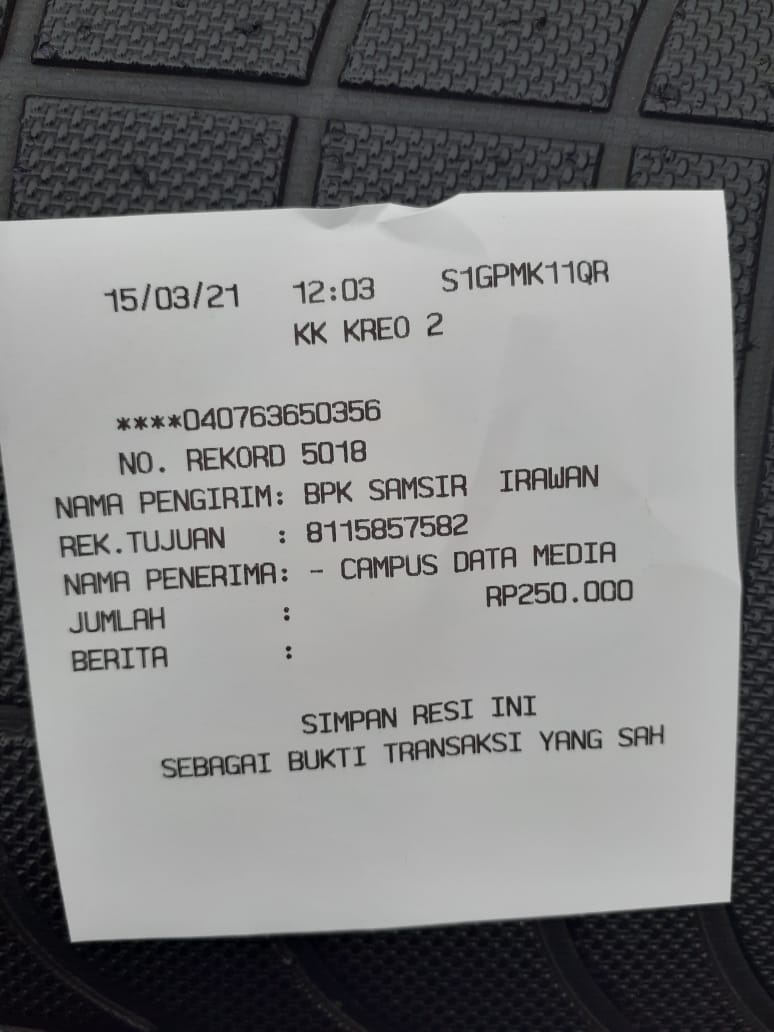 15/03/21 12:03 S1GPMK11QR
KK KREO 2
****040763650356
NO. REKORD 5018
NAMA PENGIRIM: BPK SAMSIR IRAWAN
REK.TUJUAN : 8115857582
NAMA PENERIMA: - CAMPUS DATA MEDIA
JUMLAH : RP250.000
BERITA :
SIMPAN RESI INI
SEBAGAI BUKTI TRANSAKSI YANG SAH